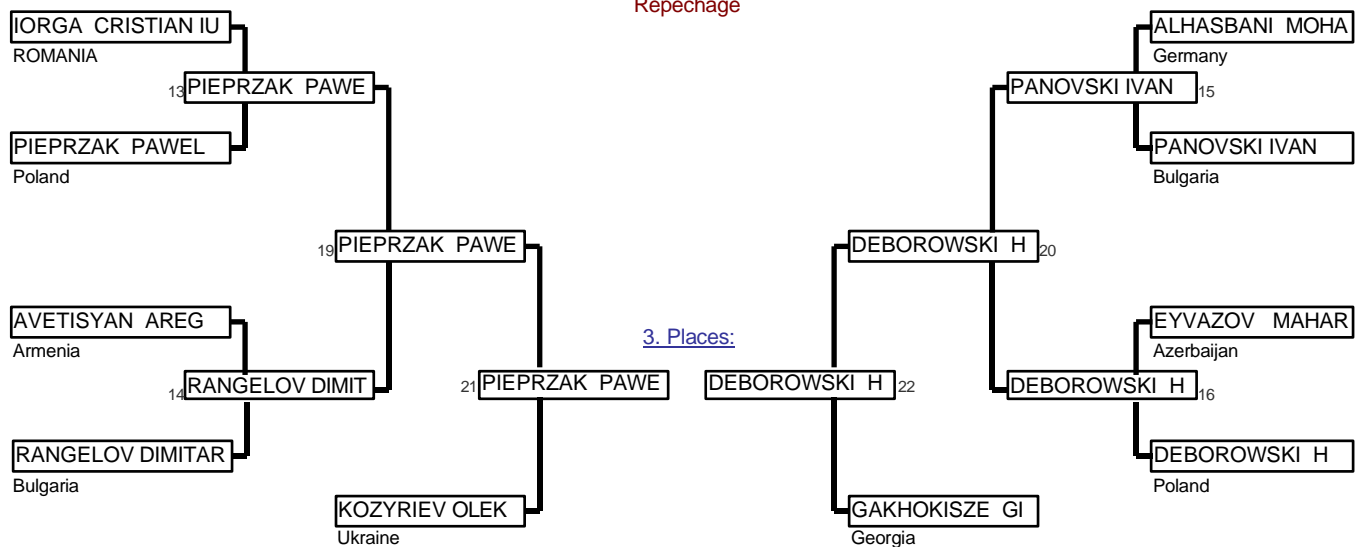 Repechage
IORGA CRISTIAN IU
ROMANIA
13 PIEPRZAK PAWE
PIEPRZAK PAWEL
Poland
19 PIEPRZAK PAWE
AVETISYAN AREG
Armenia
14 RANGELOV DIMIT
RANGELOV DIMITAR
Bulgaria
21 PIEPRZAK PAWE
KOZYRIEV OLEK
Ukraine
3. Places:
ALHASBANI MOHA
Germany
PANOVSKI IVAN 15
PANOVSKI IVAN
Bulgaria
DEBOROWSKI H 20
EYVAZOV MAHAR
Azerbaijan
DEBOROWSKI H 16
DEBOROWSKI H
Poland
DEBOROWSKI H 22
GAKHOKISZE GI
Georgia